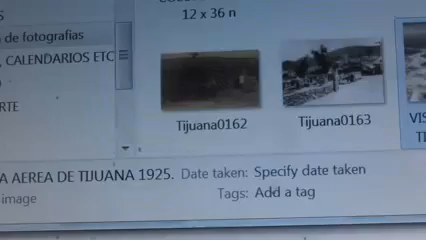 12 x 36 n
de fotografias
, CALENDARIOS ETC
Tijuana0162
Tijuana0163
A AEREA DE TIJUANA 1925.
Date taken: Specify date taken
image
Tags: Add a tag